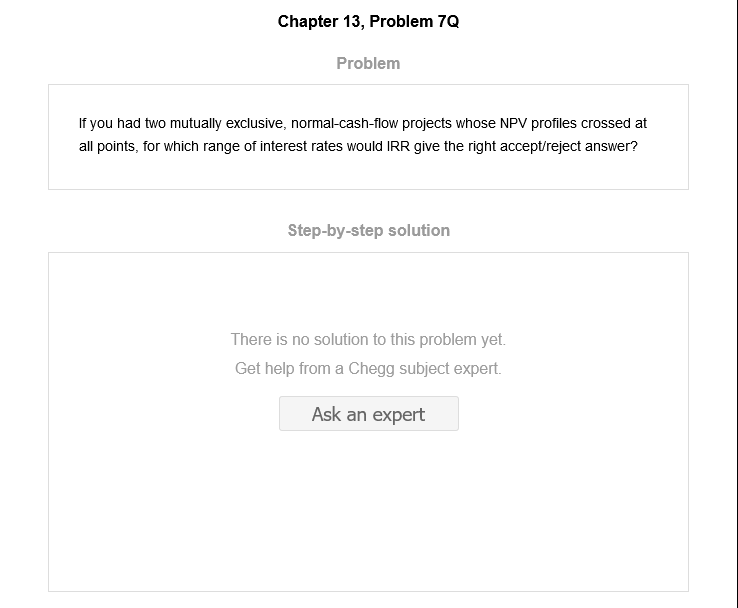 Chapter 13, Problem 7Q
Problem
If you had two mutually exclusive, normal-cash-flow projects whose NPV profiles crossed at
all points, for which range of interest rates would IRR give the right accept/reject answer?
Step-by-step solution
There is no solution to this problem yet.
Get help from a Chegg subject expert.
Ask an expert